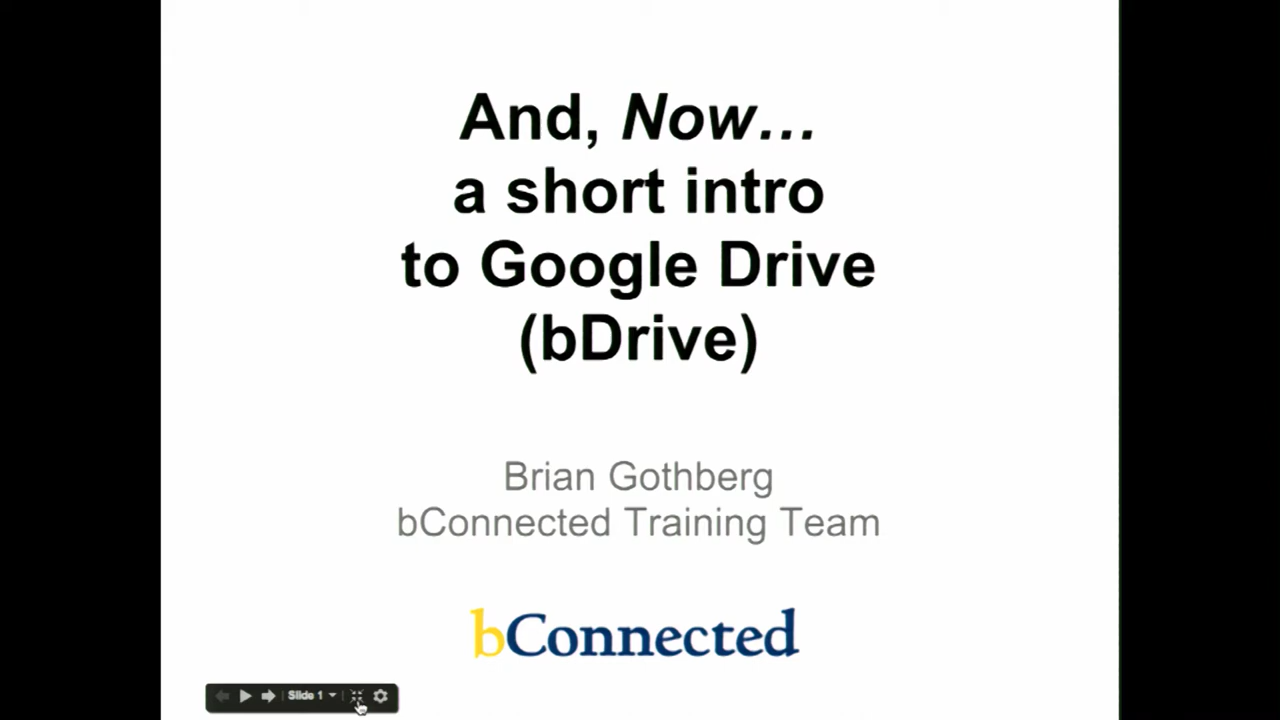 And, Now…
a short intro
to Google Drive
(bDrive)
Brian Gothberg
bConnected Training Team
bConnected
Slide 1